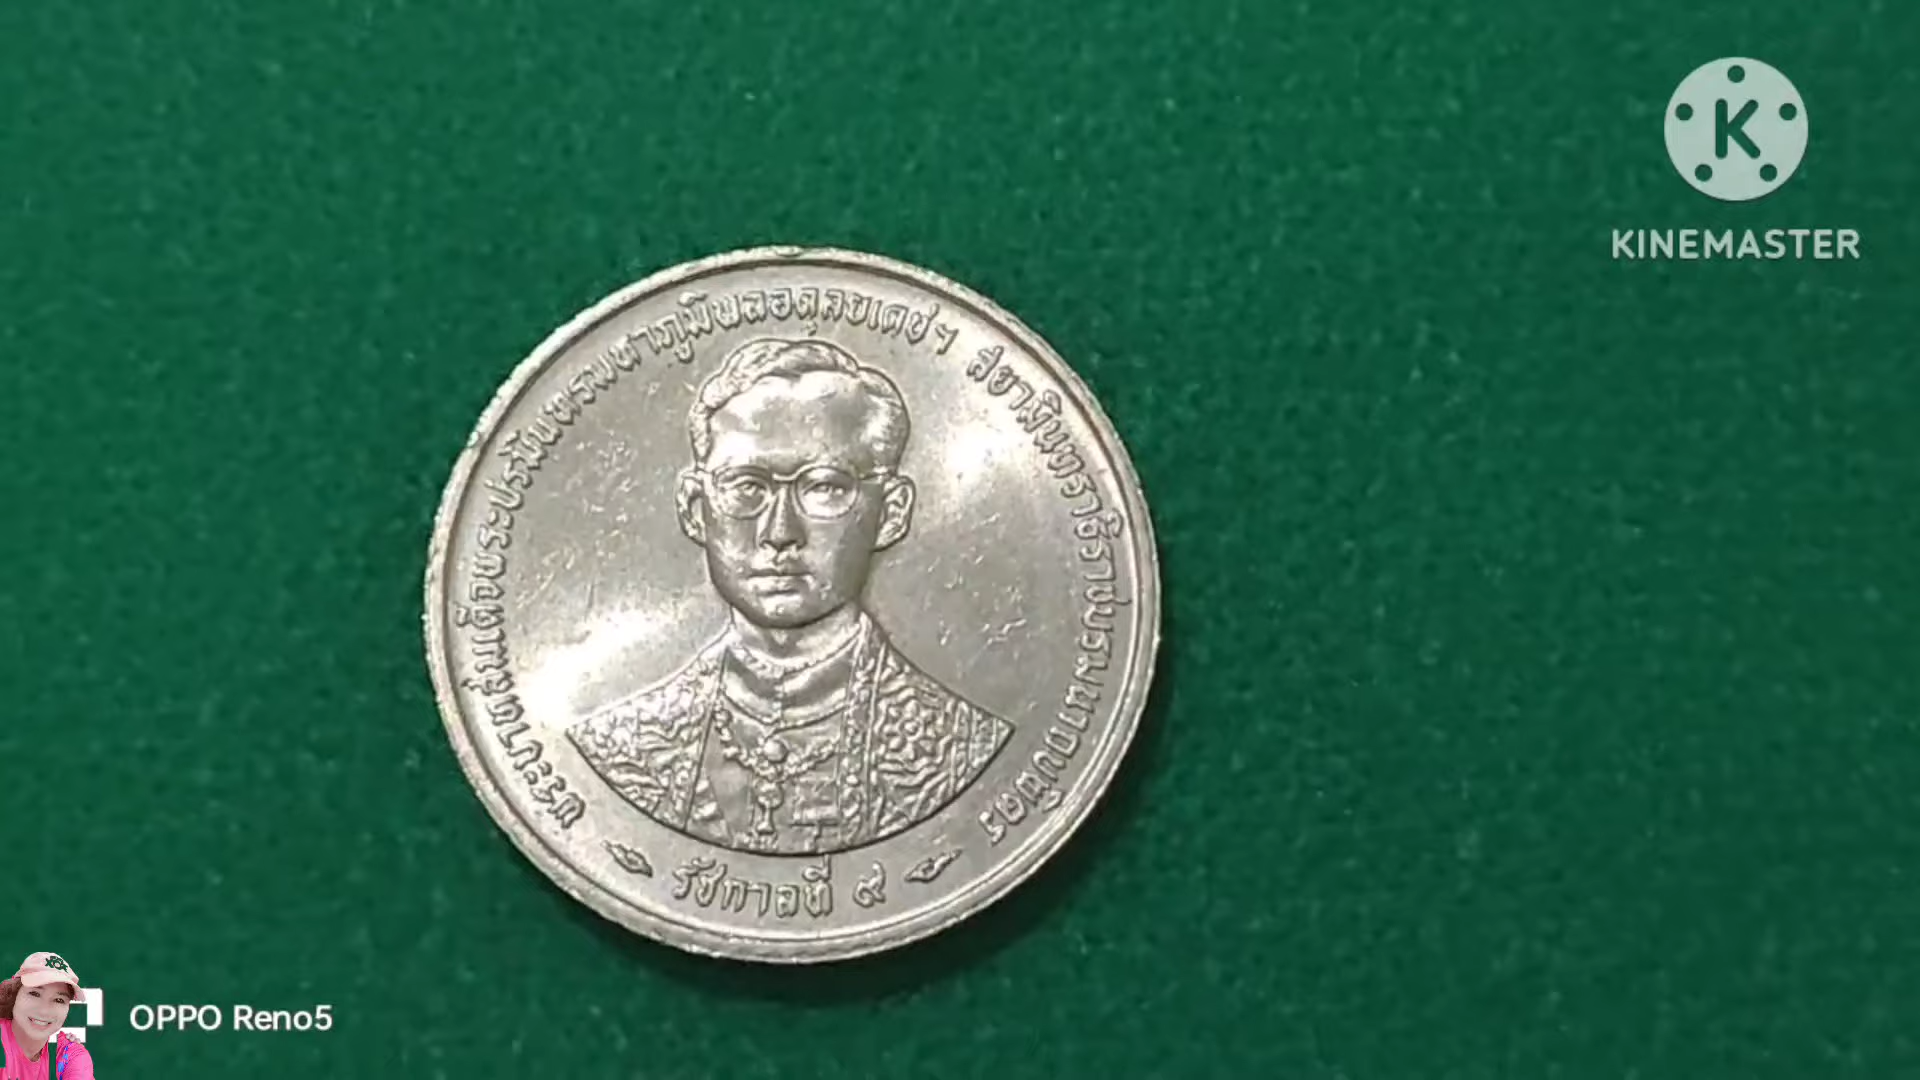 พระบาทสมเด็จพระปรมินทรมหาภูมิพลอดุลยเดชฯ สยามินทราธิราชบรมนาถบพิตร
รัชกาลที่ ๙
K
KINEMASTER
OPPO Reno5